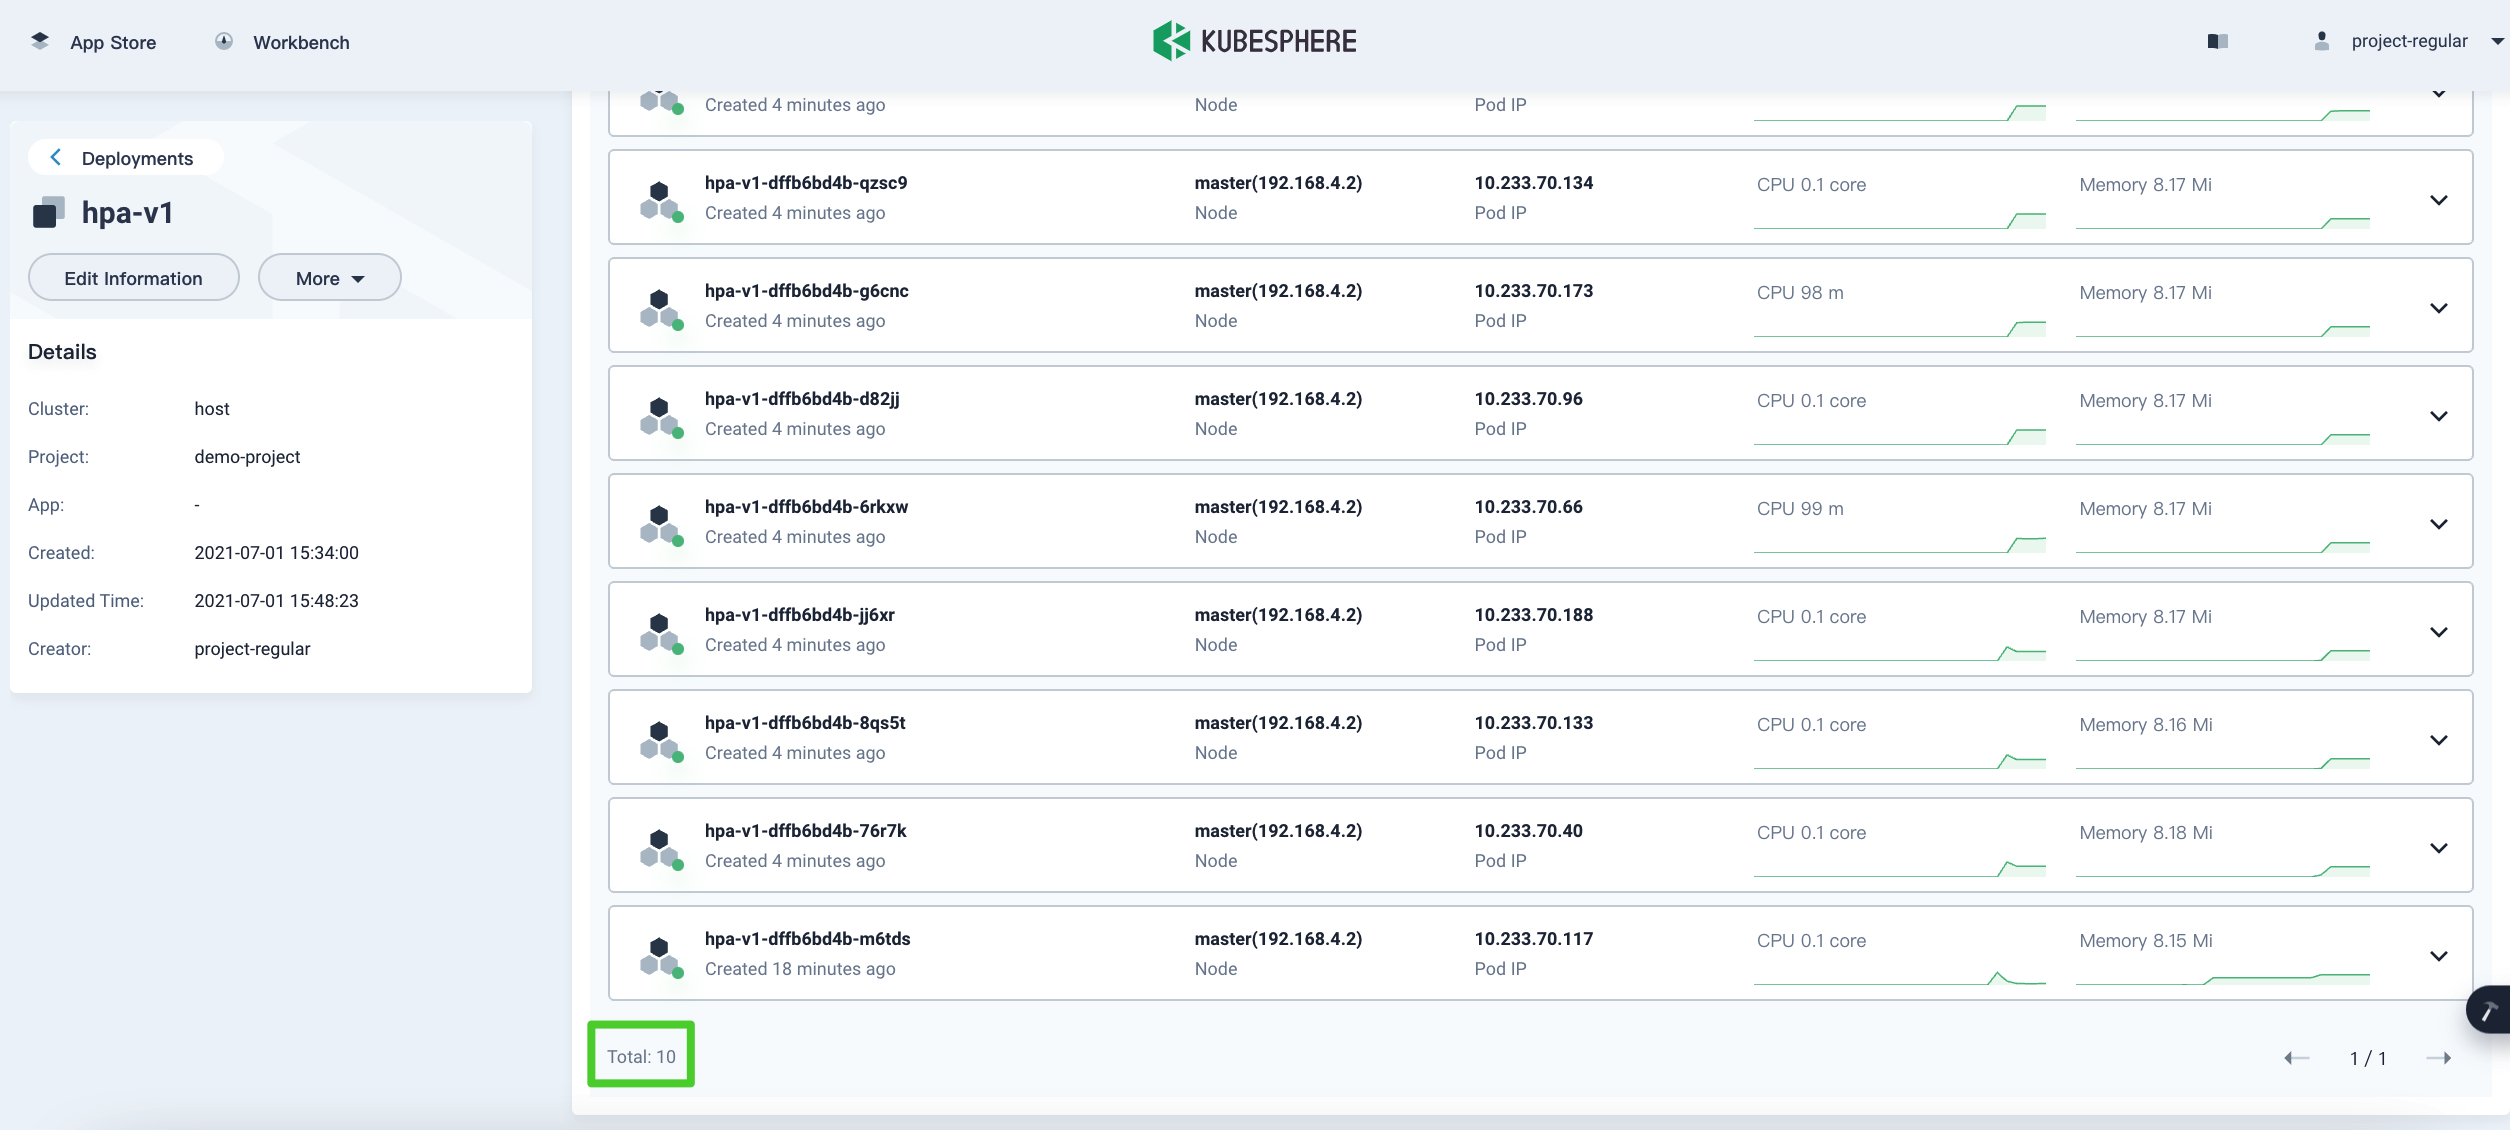 App Store
Workbench
KUBESPHERE
project-regular
Deployments
hpa-v1
Edit Information
More
Details
Cluster: host
Project: demo-project
App: -
Created: 2021-07-01 15:34:00
Updated Time: 2021-07-01 15:48:23
Creator: project-regular
Created 4 minutes ago Node Pod IP
hpa-v1-dffb6bd4b-qzsc9 master(192.168.4.2) 10.233.70.134 CPU 0.1 core Memory 8.17 Mi
Created 4 minutes ago Node Pod IP
hpa-v1-dffb6bd4b-g6cnc master(192.168.4.2) 10.233.70.173 CPU 98 m Memory 8.17 Mi
Created 4 minutes ago Node Pod IP
hpa-v1-dffb6bd4b-d82jj master(192.168.4.2) 10.233.70.96 CPU 0.1 core Memory 8.17 Mi
Created 4 minutes ago Node Pod IP
hpa-v1-dffb6bd4b-6rkxw master(192.168.4.2) 10.233.70.66 CPU 99 m Memory 8.17 Mi
Created 4 minutes ago Node Pod IP
hpa-v1-dffb6bd4b-jj6xr master(192.168.4.2) 10.233.70.188 CPU 0.1 core Memory 8.17 Mi
Created 4 minutes ago Node Pod IP
hpa-v1-dffb6bd4b-8qs5t master(192.168.4.2) 10.233.70.133 CPU 0.1 core Memory 8.16 Mi
Created 4 minutes ago Node Pod IP
hpa-v1-dffb6bd4b-76r7k master(192.168.4.2) 10.233.70.40 CPU 0.1 core Memory 8.18 Mi
Created 4 minutes ago Node Pod IP
hpa-v1-dffb6bd4b-m6tds master(192.168.4.2) 10.233.70.117 CPU 0.1 core Memory 8.15 Mi
Created 18 minutes ago Node Pod IP
Total: 10
1 / 1